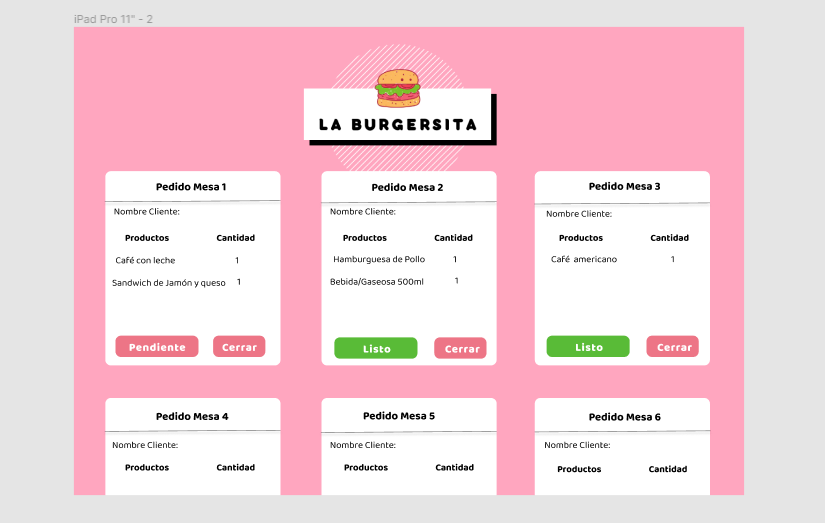 iPad Pro 11" - 2
LA BURGERSITA
Pedido Mesa 1
Nombre Cliente:
Productos Cantidad
Café con leche 1
Sandwich de Jamón y queso 1
Pendiente Cerrar
Pedido Mesa 2
Nombre Cliente:
Productos Cantidad
Hamburguesa de Pollo 1
Bebida/Gaseosa 500ml 1
Listo Cerrar
Pedido Mesa 3
Nombre Cliente:
Productos Cantidad
Café americano 1
Listo Cerrar
Pedido Mesa 4
Nombre Cliente:
Productos Cantidad
Pedido Mesa 5
Nombre Cliente:
Productos Cantidad
Pedido Mesa 6
Nombre Cliente:
Productos Cantidad